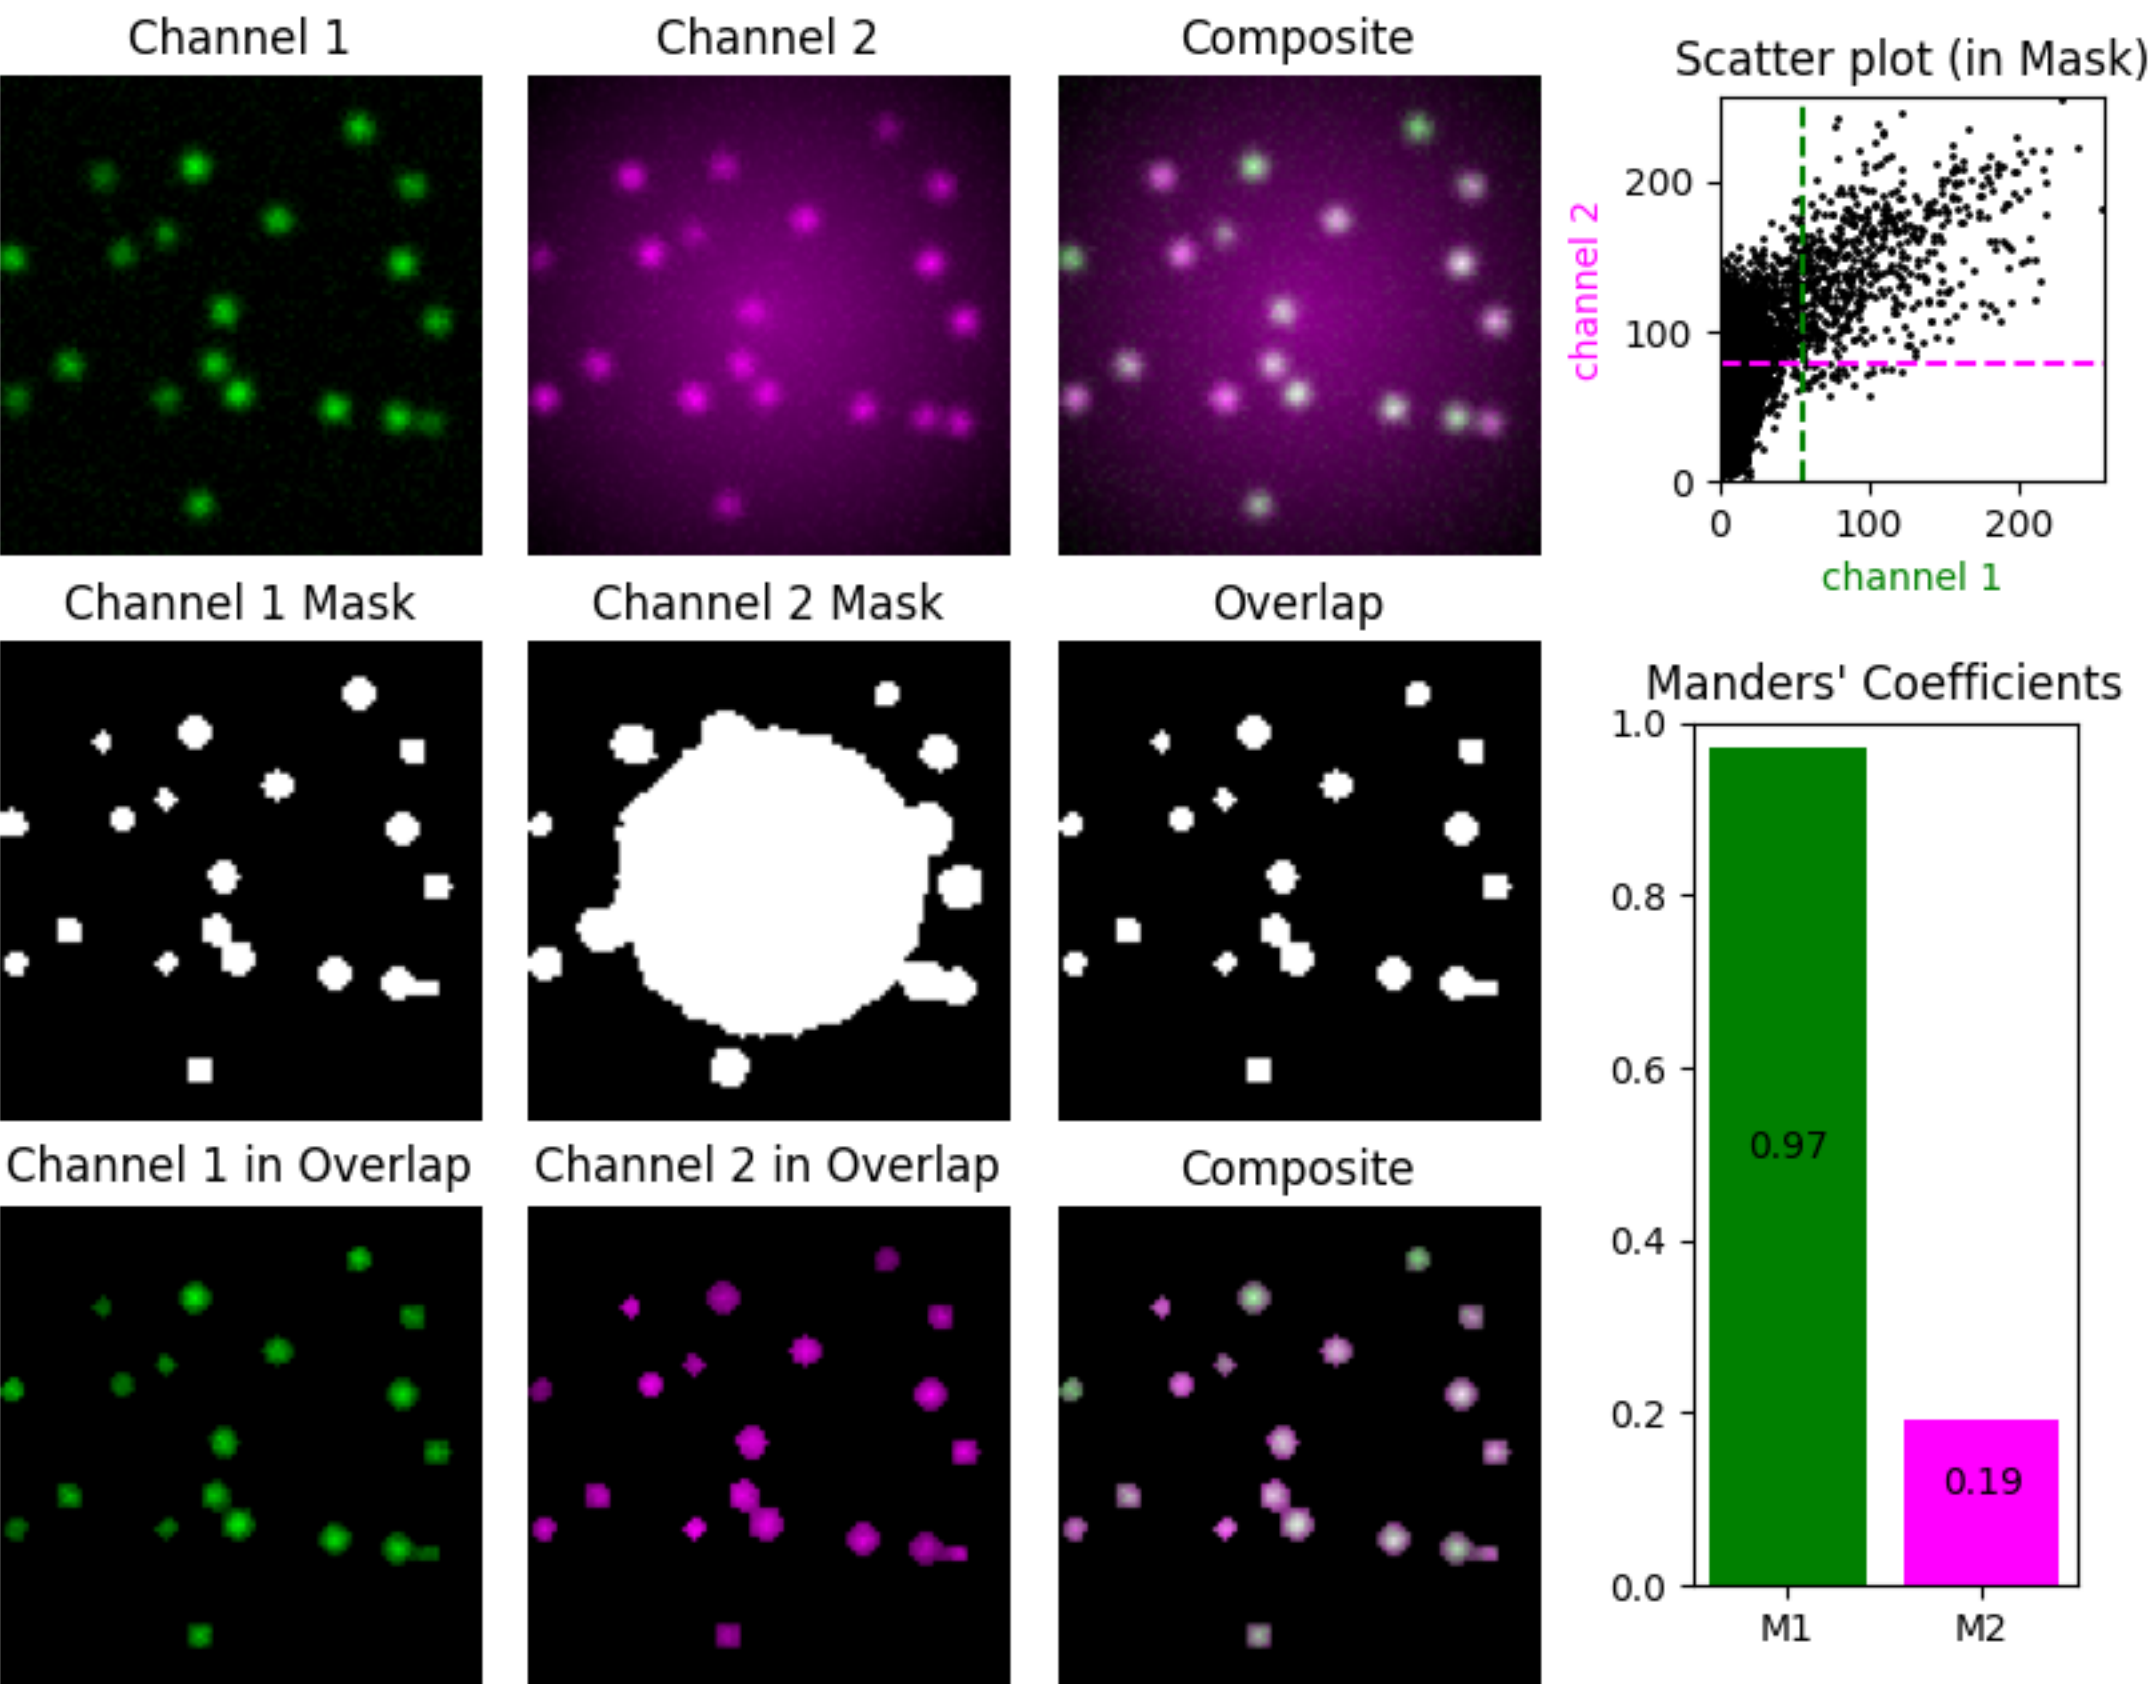 Channel 1
Channel 2
Composite
Scatter plot (in Mask)
channel 2
200
100
0
0 100 200
channel 1
Channel 1 Mask
Channel 2 Mask
Overlap
Manders' Coefficients
1.0
0.8
0.6
0.4
0.2
0.0
0.97
0.19
M1 M2
Channel 1 in Overlap
Channel 2 in Overlap
Composite